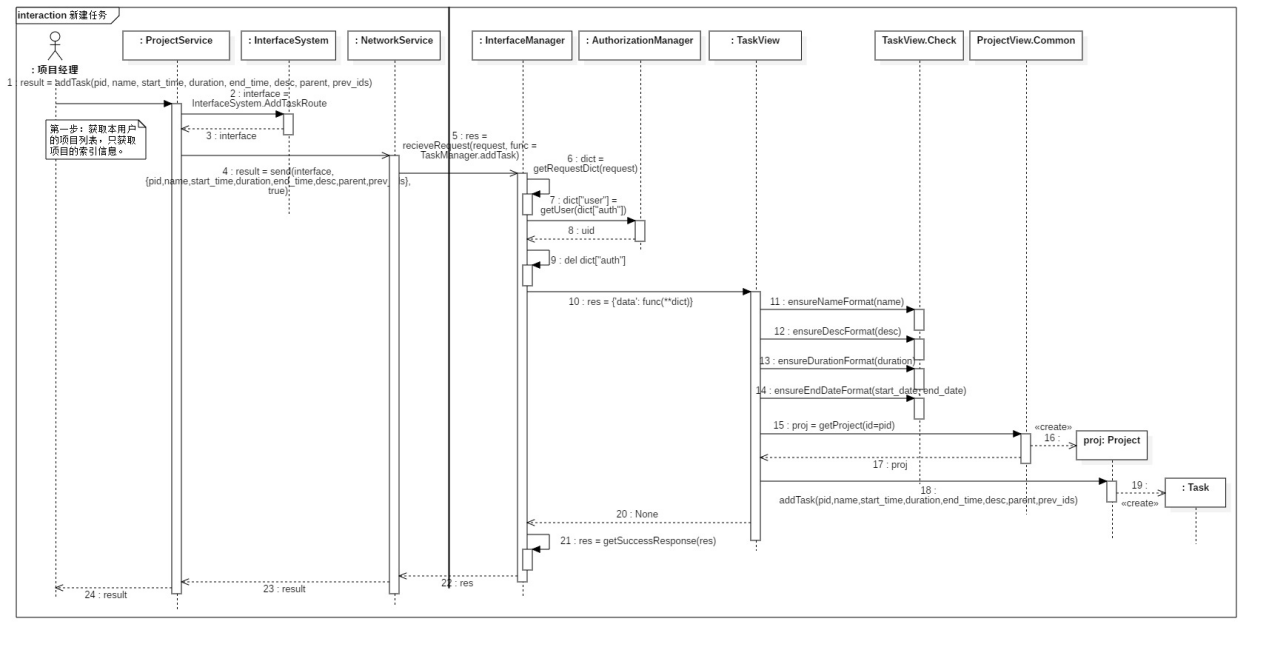 interaction 新建任务
: ProjectService
: InterfaceSystem
: NetworkService
: InterfaceManager
: AuthorizationManager
: TaskView
TaskView.Check
ProjectView.Common
: 项目经理
1 : result = addTask(pid, name, start_time, duration, end_time, desc, parent, prev_ids)
2 : interface =
InterfaceSystem.AddTaskRoute
第一步：获取本用户
的项目列表，只获取
项目的索引信息。
3 : interface
4 : result = send(interface,
{pid,name,start_time,duration,end_time,desc,parent,prev_ids},
true)
5 : res =
recieveRequest(request, func =
TaskManager.addTask)
6 : dict =
getRequestDict(request)
7 : dict["user"] =
getUser(dict["auth"])
8 : uid
9 : del dict["auth"]
10 : res = {'data': func(**dict)}
11 : ensureNameFormat(name)
12 : ensureDescFormat(desc)
13 : ensureDurationFormat(duration)
14 : ensureEndDateFormat(start_date, end_date)
15 : proj = getProject(id=pid)
«create»
16 :
proj: Project
17 : proj
18 :
addTask(pid,name,start_time,duration,end_time,desc,parent,prev_ids)
19 :
«create»
: Task
20 : None
21 : res = getSuccessResponse(res)
22 : res
23 : result
24 : result